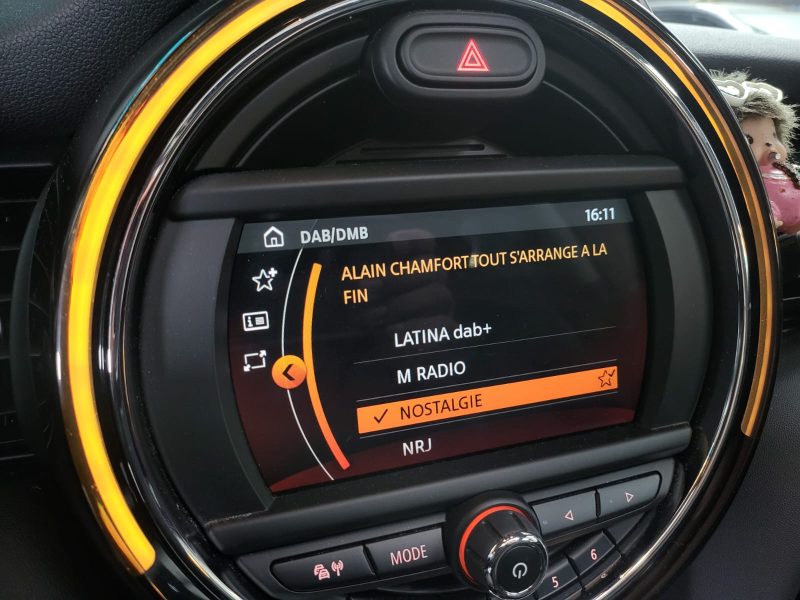 DAB/DMB 16:11
ALAIN CHAMFORT TOUT S'ARRANGE A LA
FIN
LATINA dab+
M RADIO
NOSTALGIE
NRJ
MODE
5 6